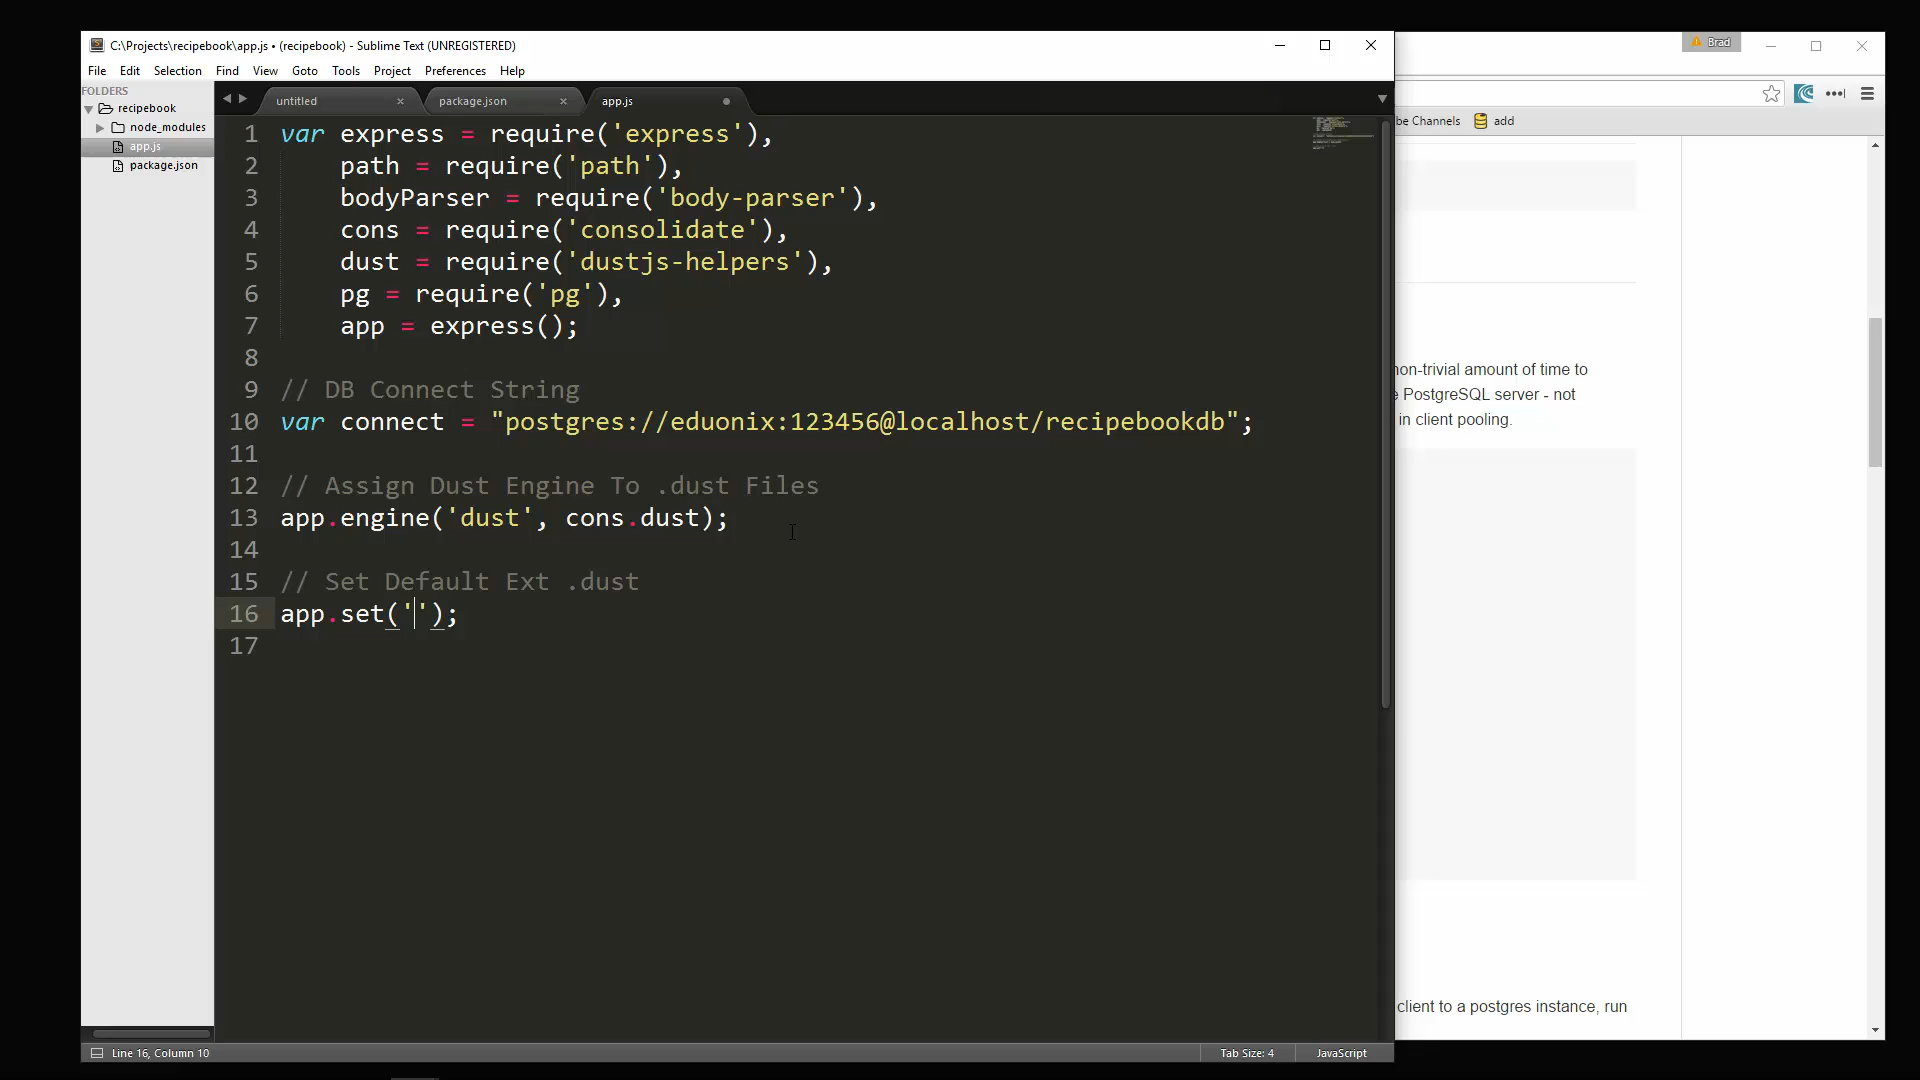 C:\Projects\recipebook\app.js • (recipebook) - Sublime Text (UNREGISTERED)
Brad
File Edit Selection Find View Goto Tools Project Preferences Help
FOLDERS
recipebook
node_modules
app.js
package.json
untitled
package.json
app.js
be Channels
add
1 var express = require('express'),
2 path = require('path'),
3 bodyParser = require('body-parser'),
4 cons = require('consolidate'),
5 dust = require('dustjs-helpers'),
6 pg = require('pg'),
7 app = express();
8
9 // DB Connect String
10 var connect = "postgres://eduonix:123456@localhost/recipebookdb";
11
12 // Assign Dust Engine To .dust Files
13 app.engine('dust', cons.dust);
14
15 // Set Default Ext .dust
16 app.set('');
17
non-trivial amount of time to
PostgreSQL server - not
in client pooling.
client to a postgres instance, run
Line 16, Column 10
Tab Size: 4
JavaScript